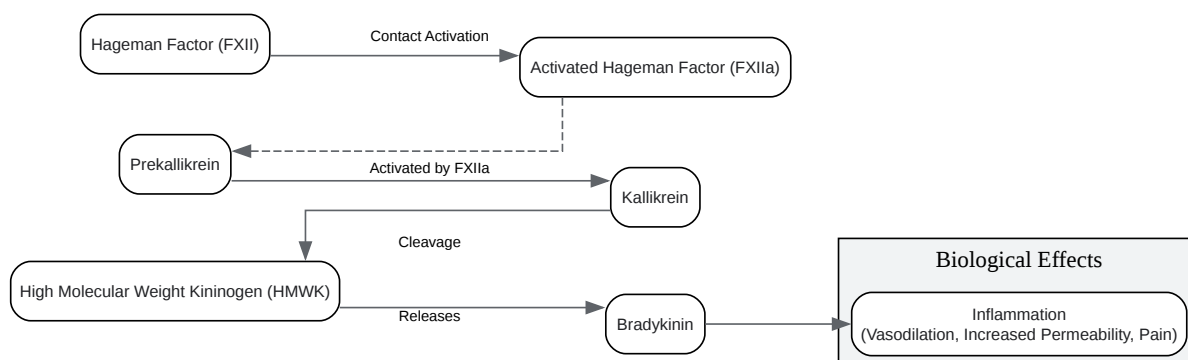 Hageman Factor (FXII)
Contact Activation
Activated Hageman Factor (FXIIa)
Prekallikrein
Activated by FXIIa
Kallikrein
Cleavage
High Molecular Weight Kininogen (HMWK)
Releases
Bradykinin
Biological Effects
Inflammation
(Vasodilation, Increased Permeability, Pain)